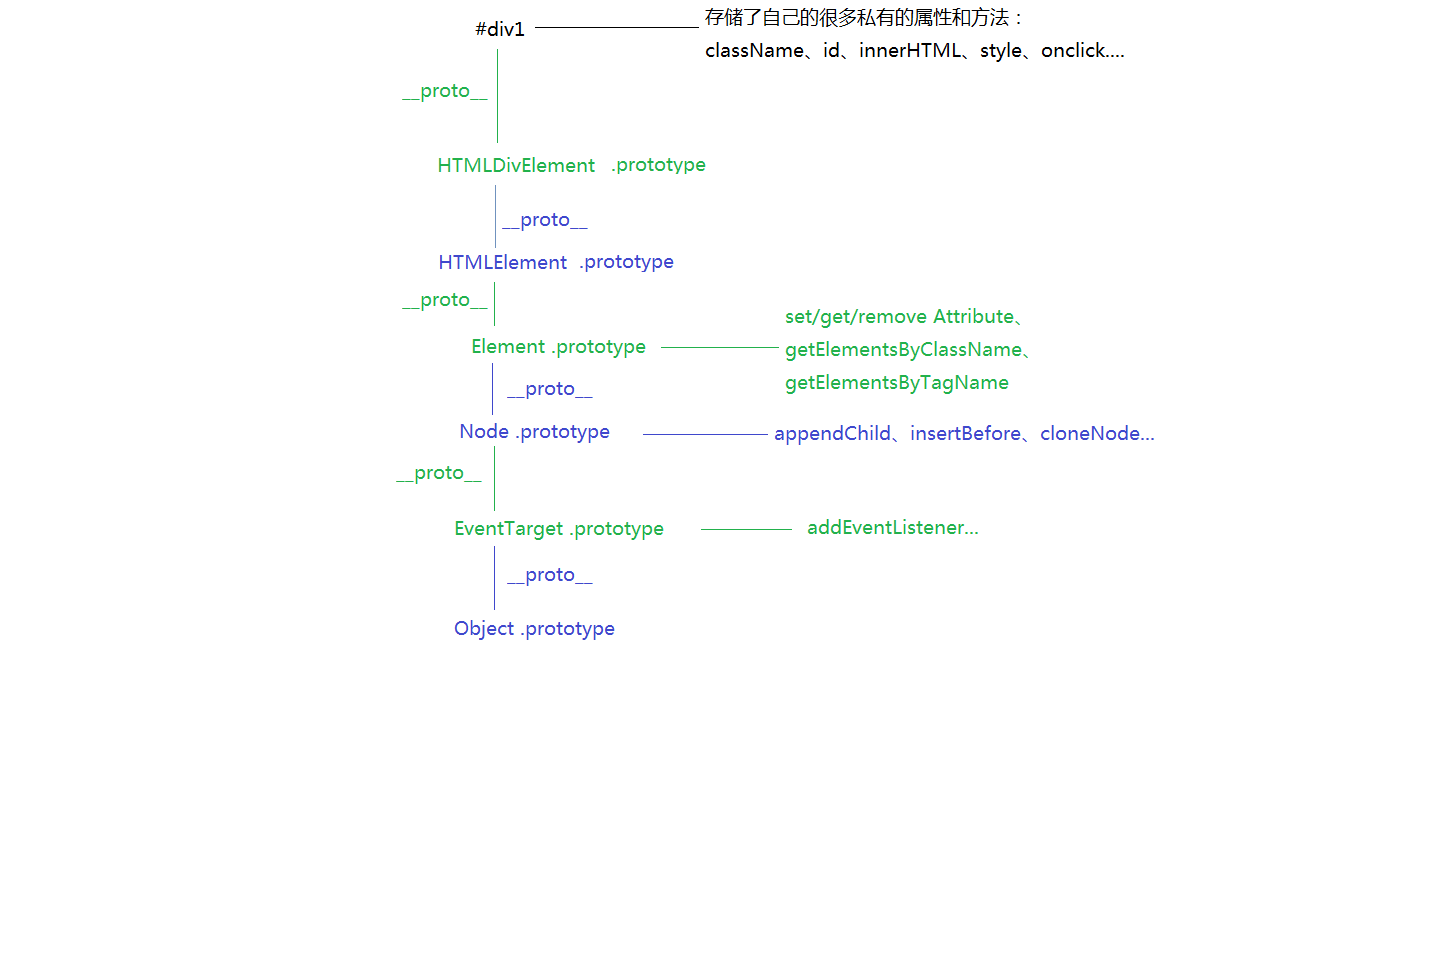 #div1
存储了自己的很多私有的属性和方法：
className、id、innerHTML、style、onclick....
__proto__
HTMLDivElement .prototype
__proto__
HTMLElement .prototype
__proto__
set/get/remove Attribute、
Element .prototype
getElementsByClassName、
getElementsByTagName
__proto__
Node .prototype
appendChild、insertBefore、cloneNode...
__proto__
EventTarget .prototype
addEventListener...
__proto__
Object .prototype